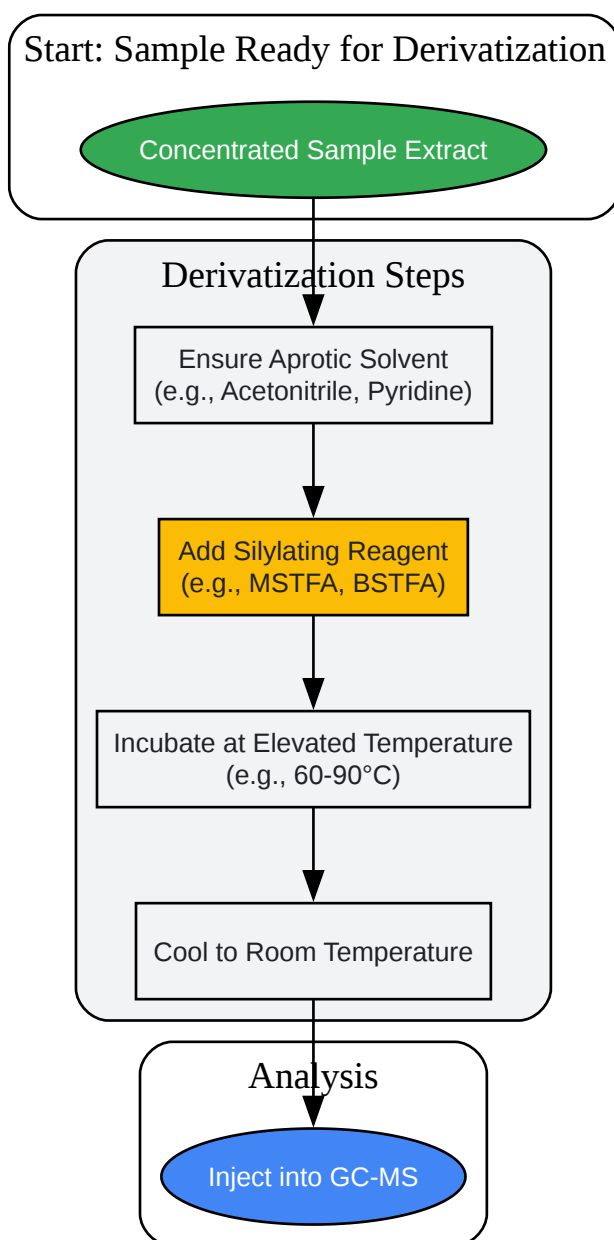 Start: Sample Ready for Derivatization
Concentrated Sample Extract
Derivatization Steps
Ensure Aprotic Solvent
(e.g., Acetonitrile, Pyridine)
Add Silylating Reagent
(e.g., MSTFA, BSTFA)
Incubate at Elevated Temperature
(e.g., 60-90°C)
Cool to Room Temperature
Analysis
Inject into GC-MS